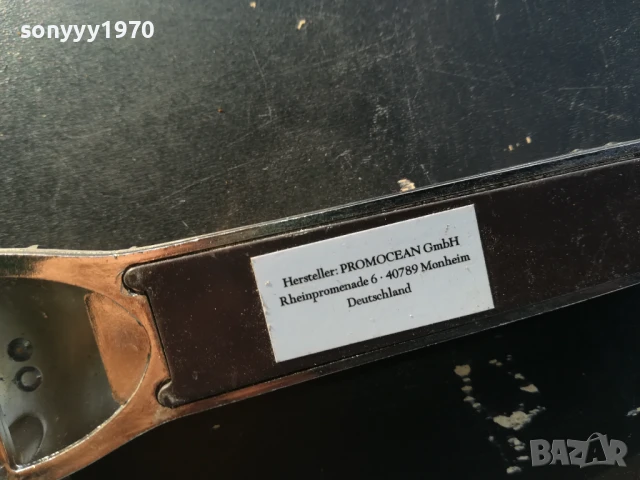 sonyyy1970
Hersteller: PROMOCEAN GmbH
Rheinpromenade 6 · 40789 Monheim
Deutschland
BAZAR